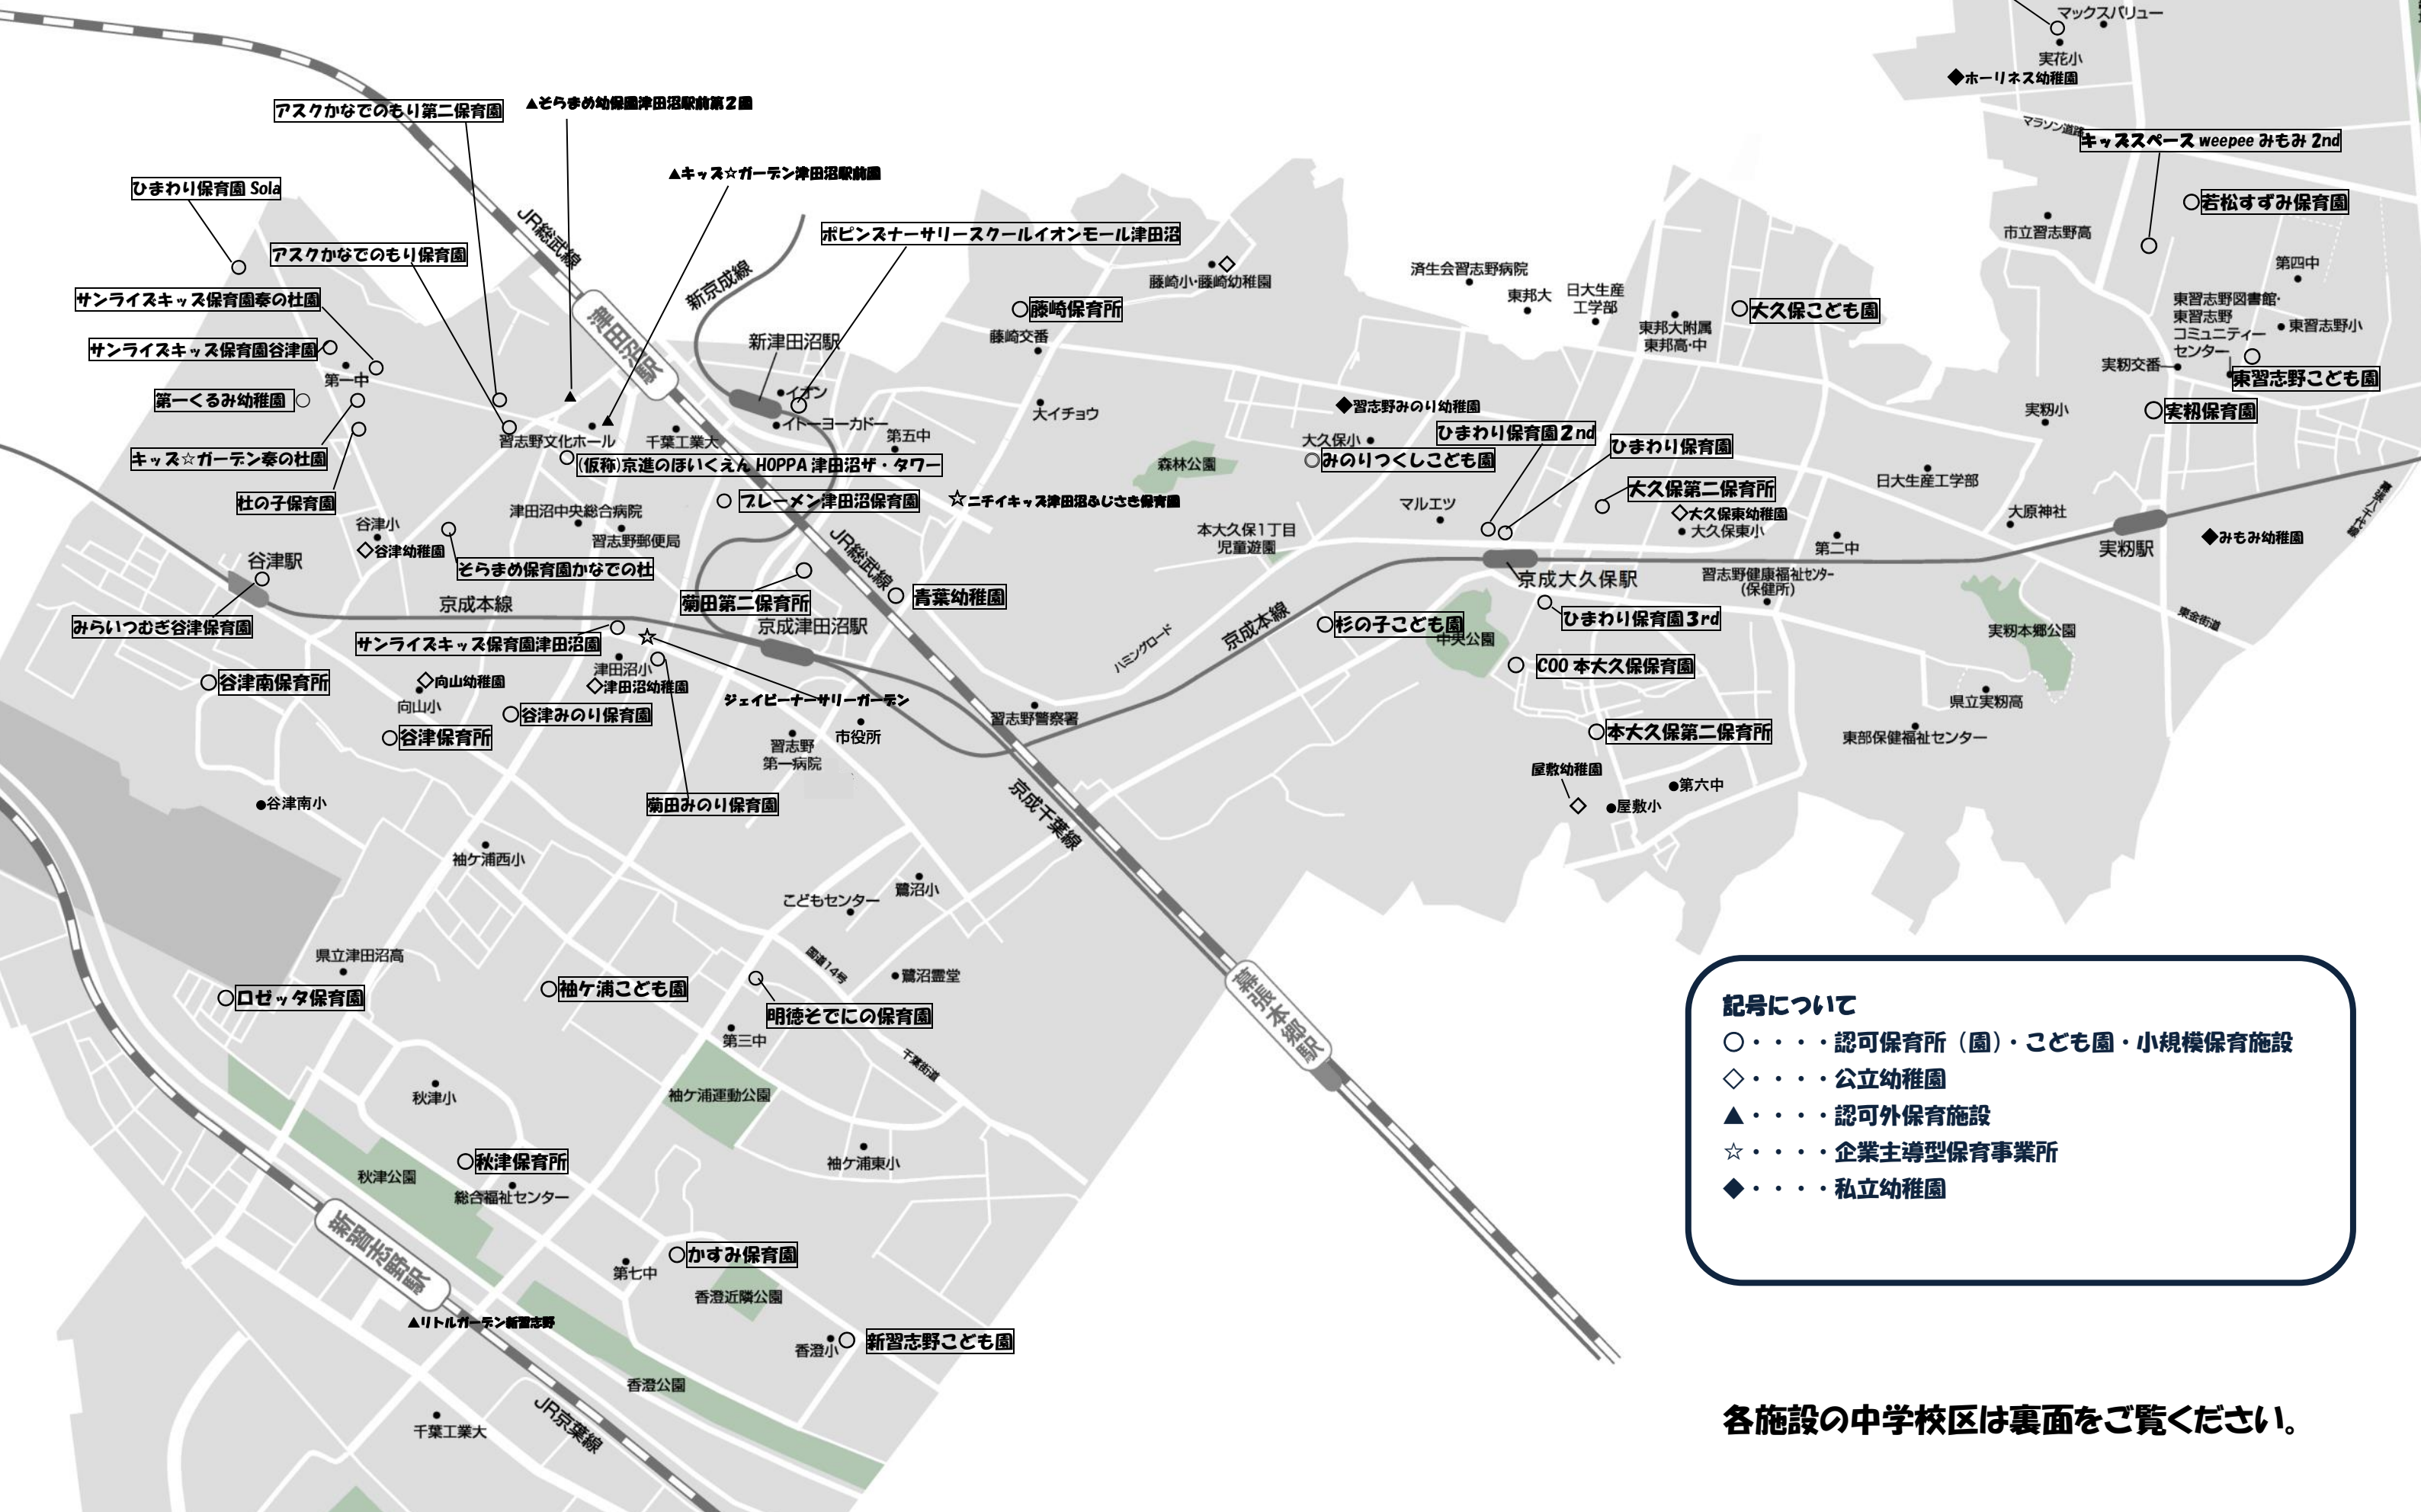 マックスバリュー
実花小
◆ホーリネス幼稚園
マラソン道路
キッズスペース weepee みもみ 2nd
アスクかなでのもり第二保育園
▲そらまめ幼保園津田沼駅前第２園
▲キッズ☆ガーデン津田沼駅前園
ひまわり保育園 Sola
アスクかなでのもり保育園
サンライズキッズ保育園奏の杜園
サンライズキッズ保育園谷津園
第一中
第一くるみ幼稚園○
キッズ☆ガーデン奏の杜園
杜の子保育園
JR総武線
津田沼駅
新京成線
新津田沼駅
ポピンズナーサリースクールイオンモール津田沼
イオン
イトーヨーカドー
第五中
習志野文化ホール
千葉工業大
(仮称)京進のほいくえん HOPPA 津田沼ザ・タワー
○ブレーメン津田沼保育園
☆ニチイキッズ津田沼ふじさき保育園
津田沼中央総合病院
習志野郵便局
谷津小
◇谷津幼稚園
そらまめ保育園かなでの杜
谷津駅
みらいつむぎ谷津保育園
京成本線
菊田第二保育所
JR総武線
○青葉幼稚園
京成津田沼駅
サンライズキッズ保育園津田沼園
津田沼小
◇津田沼幼稚園
ジェイピーナーサリーガーデン
○谷津南保育所
◇向山幼稚園
向山小
○谷津みのり保育園
○谷津保育所
習志野
第一病院
市役所
菊田みのり保育園
●谷津南小
藤崎小・藤崎幼稚園
○藤崎保育所
藤崎交番
大イチョウ
済生会習志野病院
東邦大
日大生産
工学部
東邦大附属
東邦高・中
○大久保こども園
森林公園
◆習志野みのり幼稚園
大久保小
◎みのりつくしこども園
ひまわり保育園２nd
ひまわり保育園
マルエツ
大久保第二保育所
◇大久保東幼稚園
大久保東小
本大久保1丁目
児童遊園
京成大久保駅
第二中
習志野健康福祉センター
(保健所)
ひまわり保育園３rd
○杉の子こども園
中央公園
○COO 本大久保保育園
ハミングロード
京成本線
習志野警察署
○本大久保第二保育所
屋敷幼稚園
●第六中
●屋敷小
東部保健福祉センター
県立実籾高
実籾本郷公園
東金街道
○若松すずみ保育園
市立習志野高
第四中
東習志野図書館・
東習志野
コミュニティー
センター
東習志野小
実籾交番
東習志野こども園
○実籾保育園
実籾小
日大生産工学部
大原神社
実籾駅
◆みもみ幼稚園
京成千葉線
袖ケ浦西小
こどもセンター
鷺沼小
国道14号
鷺沼霊堂
県立津田沼高
○ロゼッタ保育園
○袖ケ浦こども園
明徳そでにの保育園
第三中
千葉街道
袖ケ浦運動公園
袖ケ浦東小
幕張本郷駅
秋津小
○秋津保育所
秋津公園
総合福祉センター
新習志野駅
▲リトルガーデン新習志野
第七中
○かすみ保育園
香澄近隣公園
香澄小
○新習志野こども園
香澄公園
千葉工業大
JR京葉線
記号について
○・・・・認可保育所（園）・こども園・小規模保育施設
◇・・・・公立幼稚園
▲・・・・認可外保育施設
☆・・・・企業主導型保育事業所
◆・・・・私立幼稚園
各施設の中学校区は裏面をご覧ください。